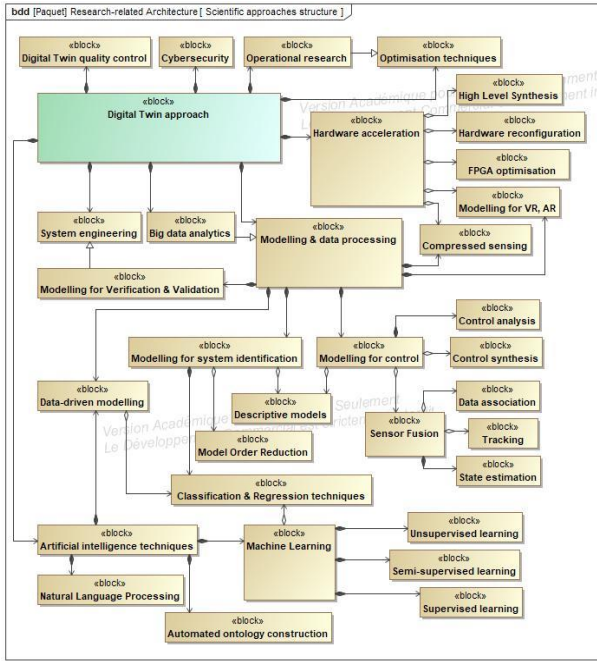 bdd [Paquet] Research-related Architecture [ Scientific approaches structure ]
«block»
Digital Twin quality control
«block»
Cybersecurity
«block»
Operational research
«block»
Optimisation techniques
«block»
Digital Twin approach
Version Académique
«block»
Hardware acceleration
«block»
High Level Synthesis
«block»
Hardware reconfiguration
«block»
FPGA optimisation
«block»
Modelling for VR, AR
«block»
Compressed sensing
«block»
System engineering
«block»
Big data analytics
«block»
Modelling & data processing
«block»
Modelling for Verification & Validation
«block»
Modelling for system identification
«block»
Modelling for control
«block»
Control analysis
«block»
Control synthesis
«block»
Data-driven modelling
«block»
Descriptive models
«block»
Model Order Reduction
Version Académique Seulement
Le Développement est
«block»
Sensor Fusion
«block»
Data association
«block»
Tracking
«block»
State estimation
«block»
Classification & Regression techniques
«block»
Artificial intelligence techniques
«block»
Machine Learning
«block»
Unsupervised learning
«block»
Semi-supervised learning
«block»
Supervised learning
«block»
Natural Language Processing
«block»
Automated ontology construction